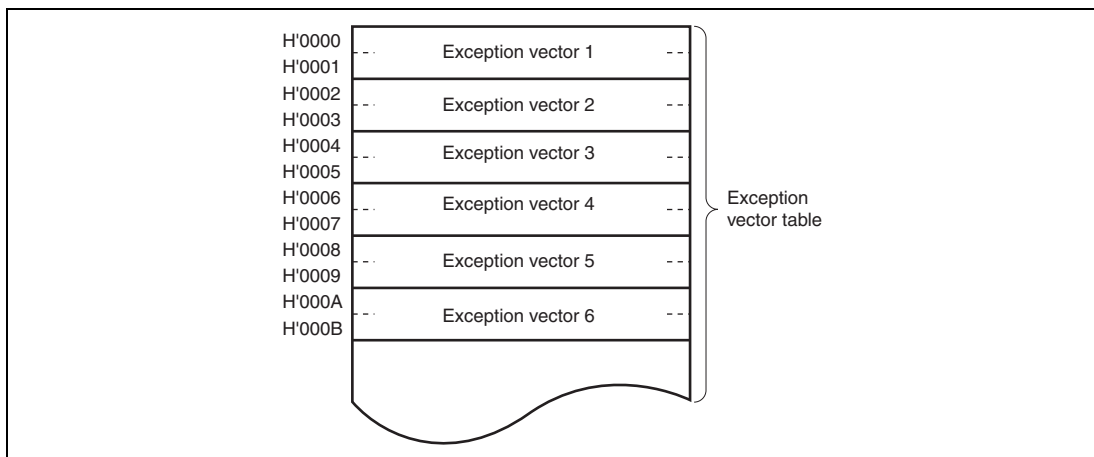 H'0000
Exception vector 1
H'0001
H'0002
Exception vector 2
H'0003
H'0004
Exception vector 3
H'0005
H'0006
Exception vector 4
H'0007
Exception
vector table
H'0008
Exception vector 5
H'0009
H'000A
Exception vector 6
H'000B